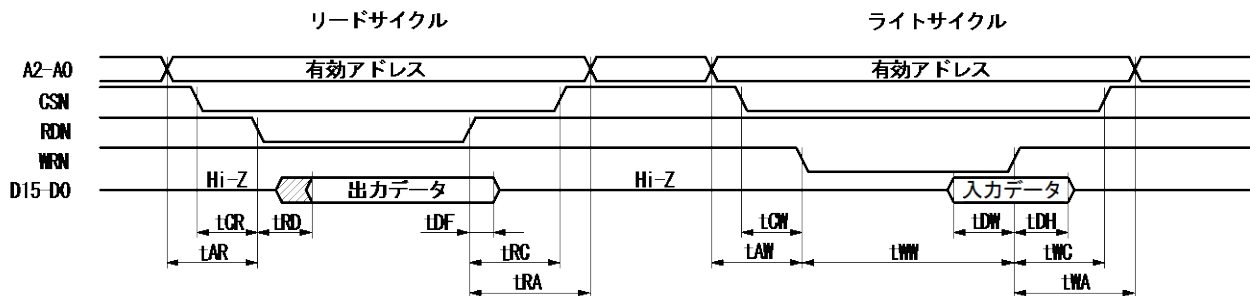 リードサイクル ライトサイクル
A2-A0 有効アドレス 有効アドレス
CSN
RDN
WRN
D15-D0 Hi-Z 出力データ Hi-Z 入力データ
tCR tRD tDF tCW tDW tDH
tAR tRC tAW tWW tWC
tRA tWA